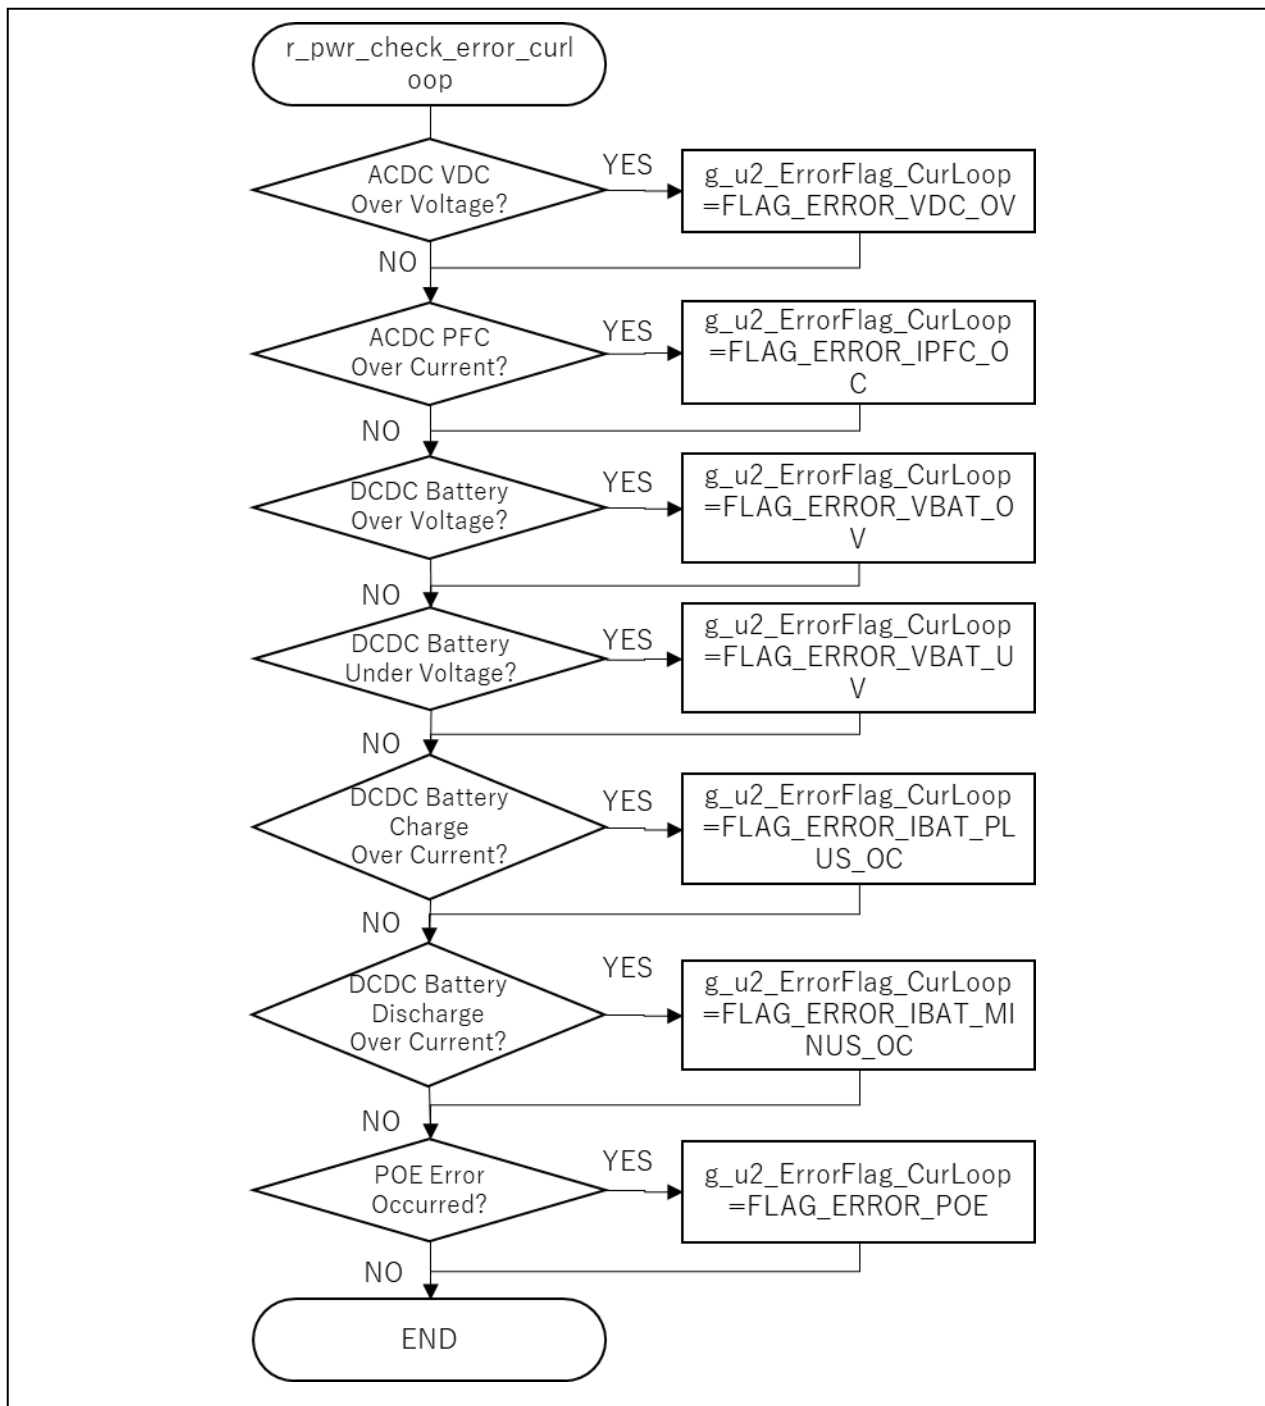 r_pwr_check_error_curl
oop
ACDC VDC
Over Voltage?
YES
g_u2_ErrorFlag_CurLoop
=FLAG_ERROR_VDC_OV
NO
ACDC PFC
Over Current?
YES
g_u2_ErrorFlag_CurLoop
=FLAG_ERROR_IPFC_O
C
NO
DCDC Battery
Over Voltage?
YES
g_u2_ErrorFlag_CurLoop
=FLAG_ERROR_VBAT_O
V
NO
DCDC Battery
Under Voltage?
YES
g_u2_ErrorFlag_CurLoop
=FLAG_ERROR_VBAT_U
V
NO
DCDC Battery
Charge
Over Current?
YES
g_u2_ErrorFlag_CurLoop
=FLAG_ERROR_IBAT_PL
US_OC
NO
DCDC Battery
Discharge
Over Current?
YES
g_u2_ErrorFlag_CurLoop
=FLAG_ERROR_IBAT_MI
NUS_OC
NO
POE Error
Occurred?
YES
g_u2_ErrorFlag_CurLoop
=FLAG_ERROR_POE
NO
END